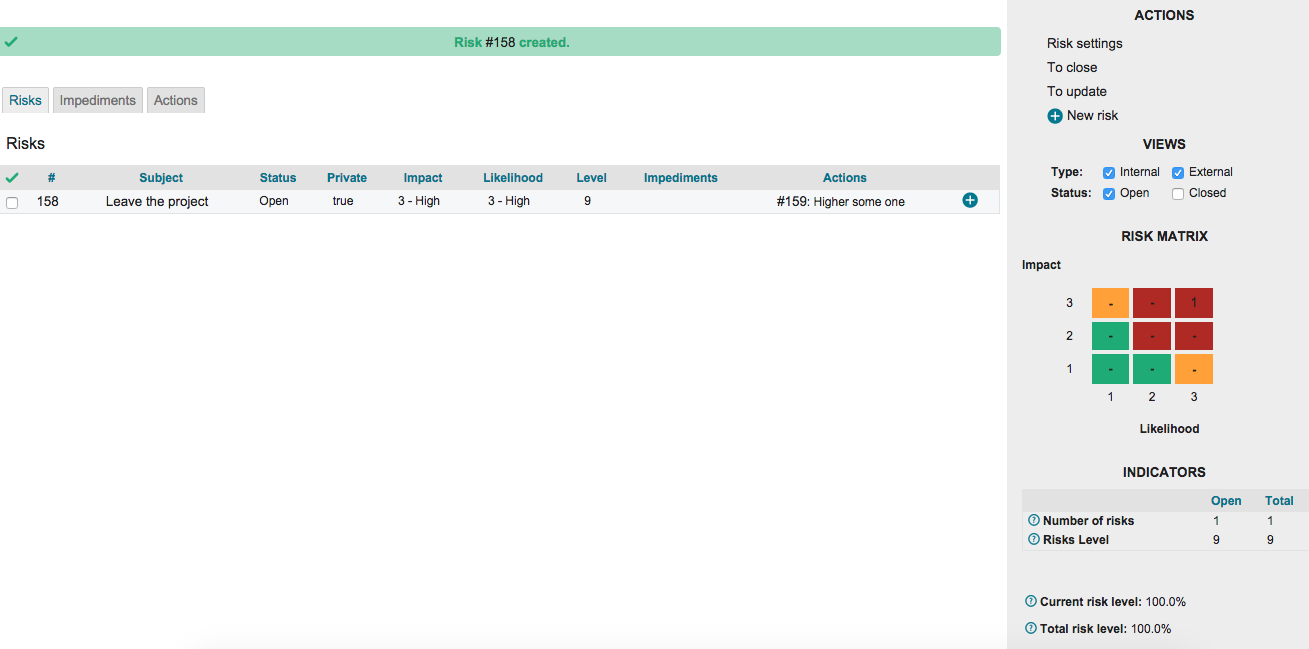 Risk #158 created.
Risks Impediments Actions
Risks
# Subject Status Private Impact Likelihood Level Impediments Actions
158 Leave the project Open true 3 - High 3 - High 9 #159: Higher some one
ACTIONS
Risk settings
To close
To update
New risk
VIEWS
Type: Internal External
Status: Open Closed
RISK MATRIX
Impact
3 - - 1
2 - - -
1 - - -
1 2 3
Likelihood
INDICATORS
Open Total
? Number of risks 1 1
? Risks Level 9 9
? Current risk level: 100.0%
? Total risk level: 100.0%